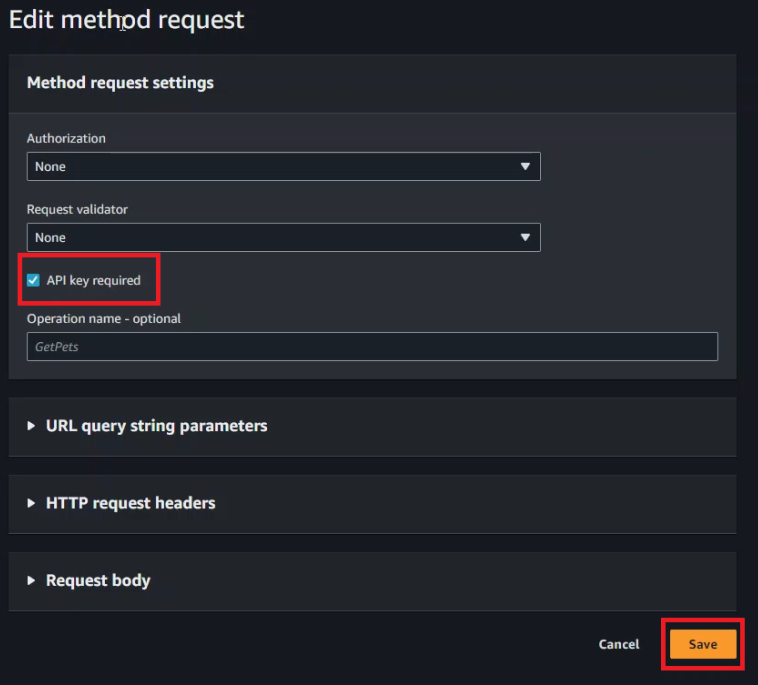 Edit method request
Method request settings
Authorization
None
Request validator
None
API key required
Operation name - optional
GetPets
URL query string parameters
HTTP request headers
Request body
Cancel
Save